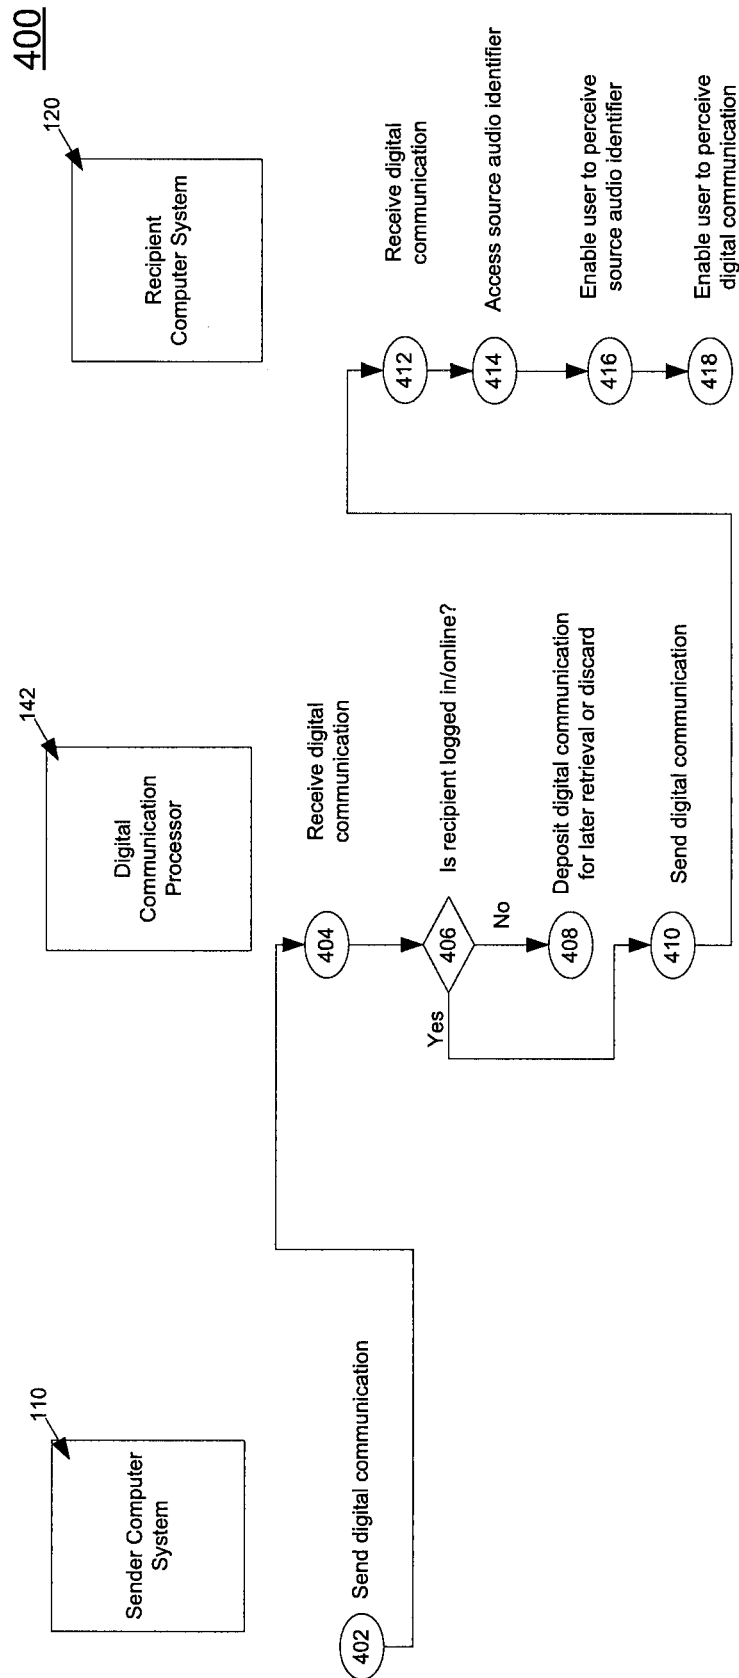 400
110
Sender Computer
System
142
Digital
Communication
Processor
120
Recipient
Computer System
402
Send digital communication
404
Receive digital
communication
406
Is recipient logged in/online?
Yes
No
408
Deposit digital communication
for later retrieval or discard
410
Send digital communication
412
Receive digital
communication
414
Access source audio identifier
416
Enable user to perceive
source audio identifier
418
Enable user to perceive
digital communication